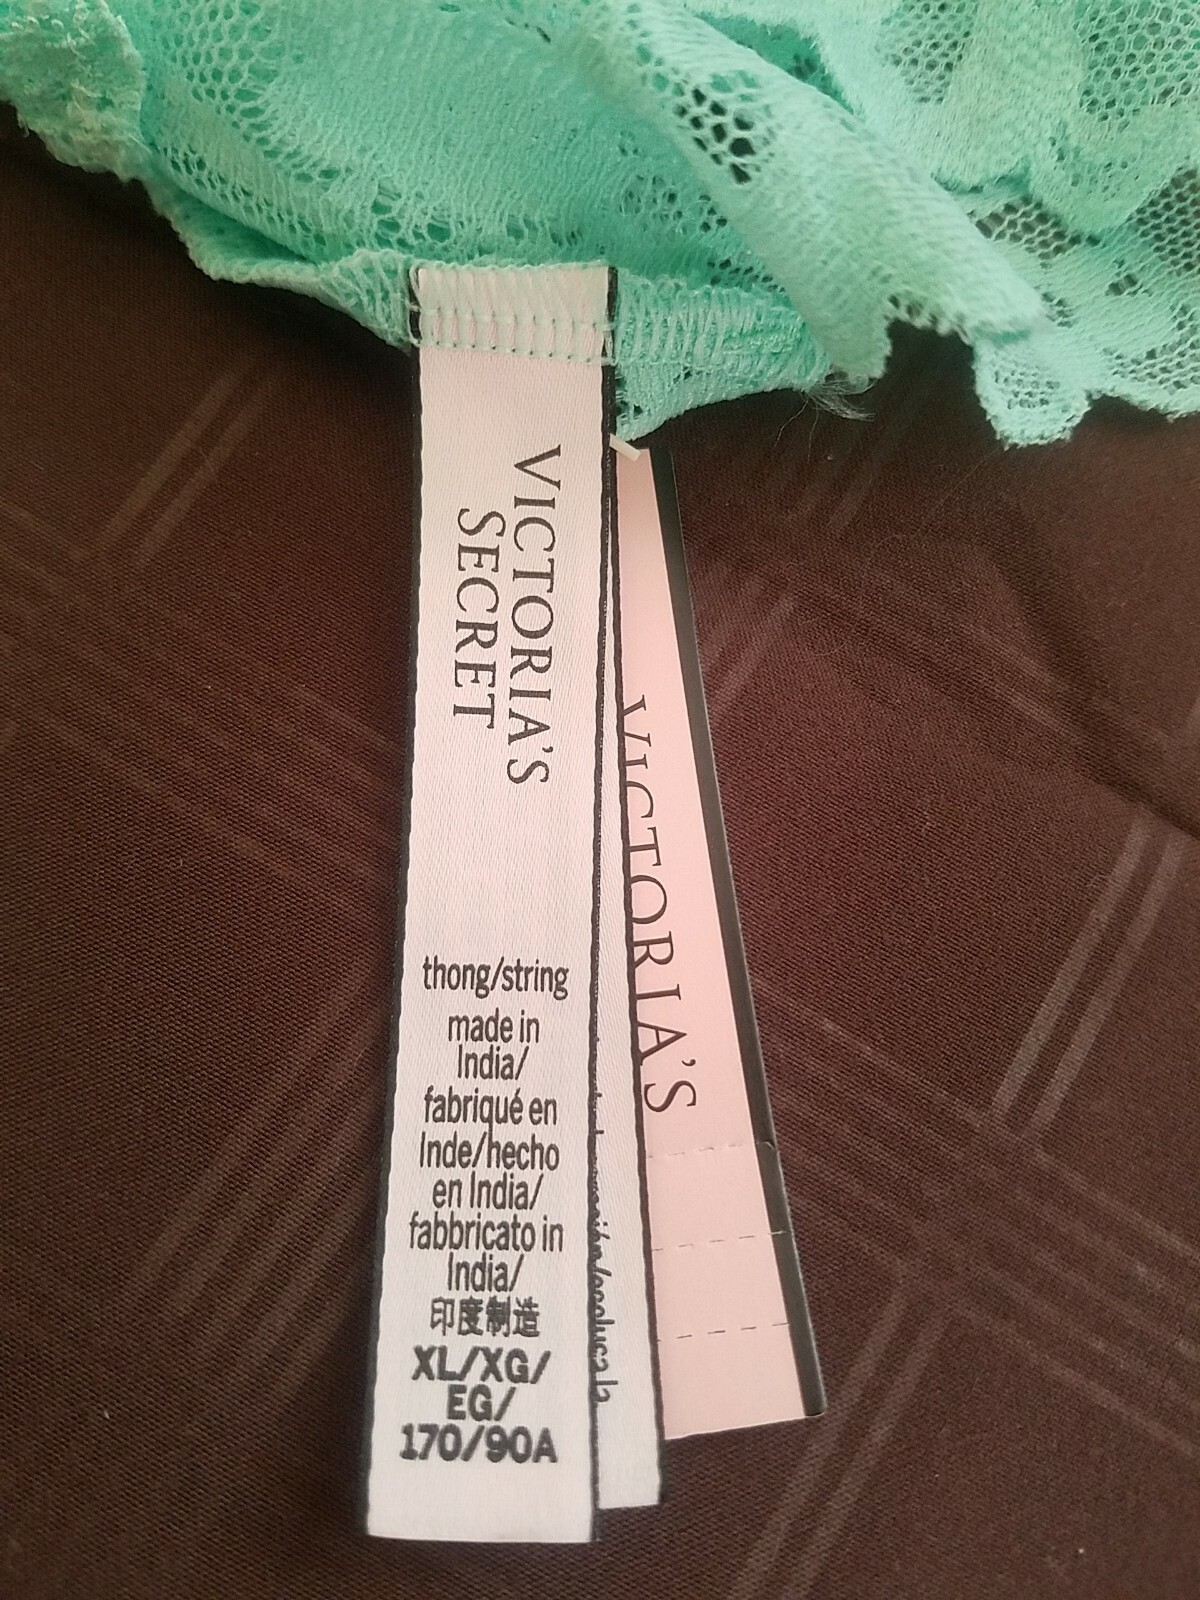 VICTORIA'S
SECRET
thong/string
made in
India/
fabriqué en
Inde/hecho
en India/
fabbricato in
India/
印度制造
XL/XG/
EG/
170/90A
VICTORIA'S